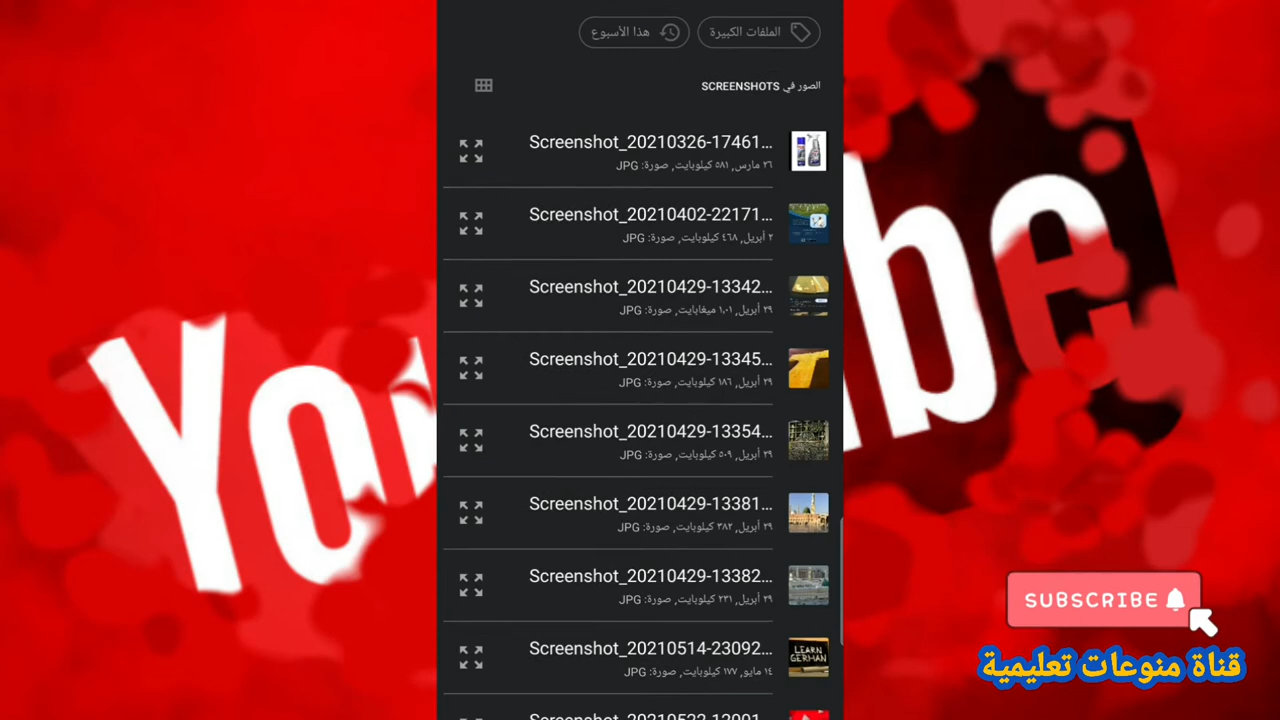 الملفات الكبيرة
هذا الأسبوع
الصور في SCREENSHOTS
Screenshot_20210326-17461...
٢٦ مارس, ٥٨١ كيلوبايت, صورة: JPG
Screenshot_20210402-22171...
٢ أبريل, ٤٦٨ كيلوبايت, صورة: JPG
Screenshot_20210429-13342...
٢٩ أبريل, ١,٠١ ميغابايت, صورة: JPG
Screenshot_20210429-13345...
٢٩ أبريل, ١٨٦ كيلوبايت, صورة: JPG
Screenshot_20210429-13354...
٢٩ أبريل, ٥٠٩ كيلوبايت, صورة: JPG
Screenshot_20210429-13381...
٢٩ أبريل, ٣٨٢ كيلوبايت, صورة: JPG
Screenshot_20210429-13382...
٢٩ أبريل, ٢٣١ كيلوبايت, صورة: JPG
Screenshot_20210514-23092...
١٤ مايو, ١٧٧ كيلوبايت, صورة: JPG
LEARN
GERMAN
You
be
SUBSCRIBE
قناة منوعات تعليمية